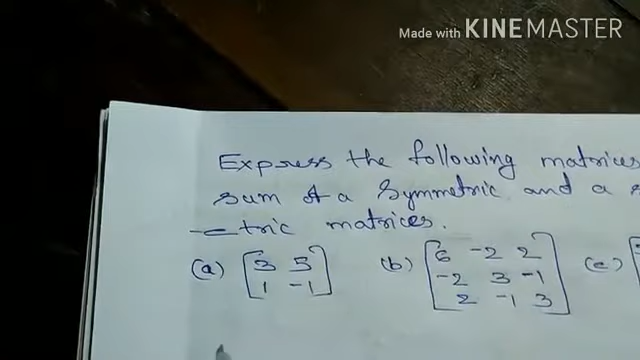 Made with KINEMASTER
Express the following matrices
sum of a symmetric and a
tric matrices.
(a) [3 5
1 -1]
(b) [6 -2 2
-2 3 -1
2 -1 3]
(c) [